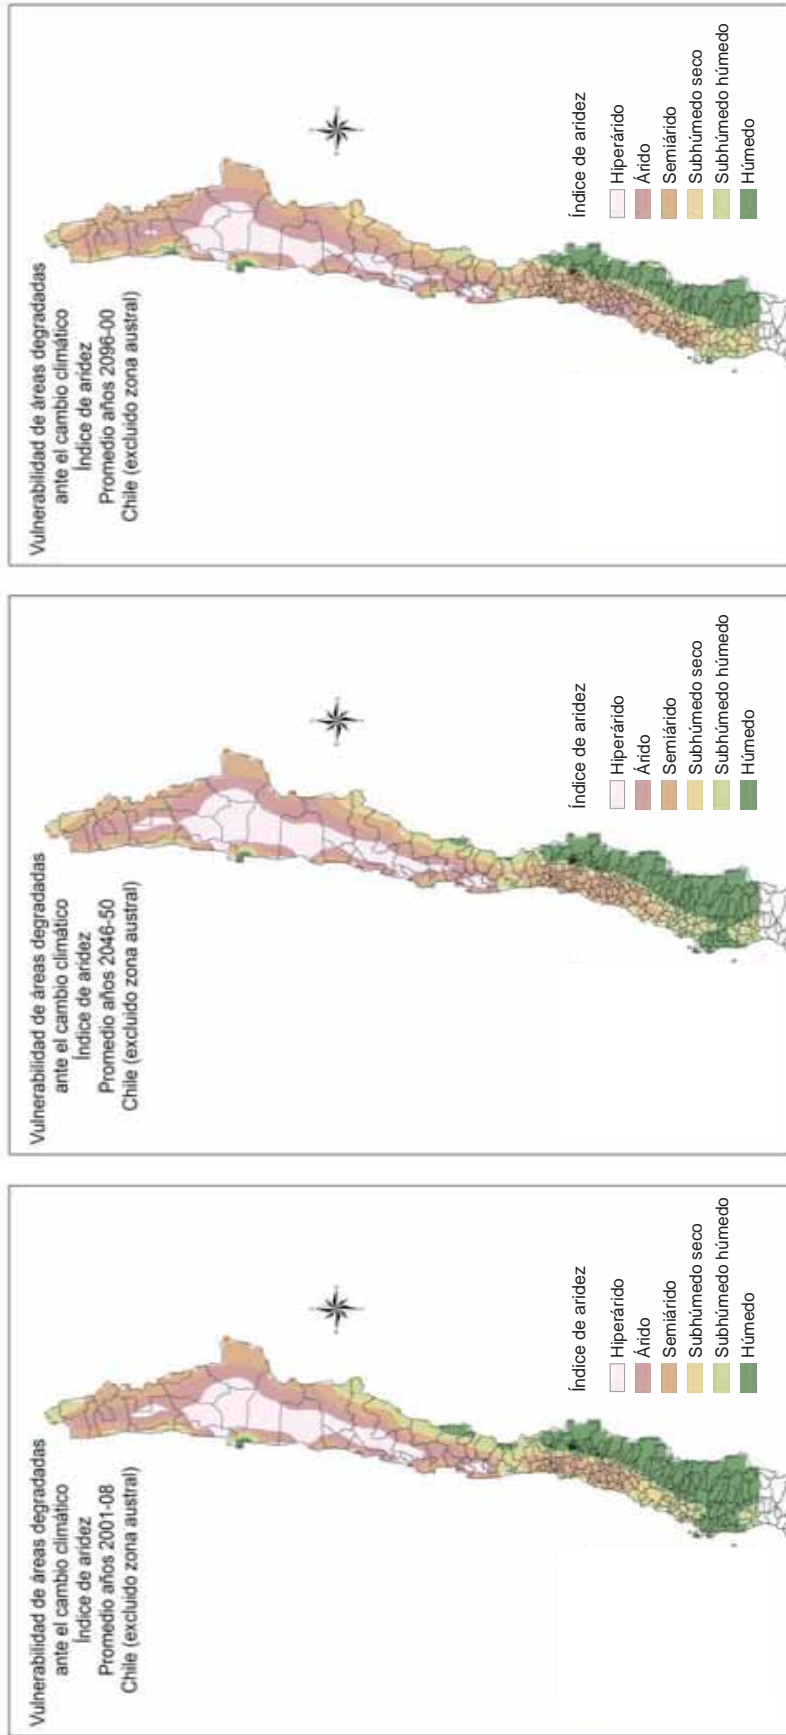 Vulnerabilidad de áreas degradadas
ante el cambio climático
Índice de aridez
Promedio años 2001-08
Chile (excluido zona austral)
Índice de aridez
Hiperárido
Árido
Semiárido
Subhúmedo seco
Subhúmedo húmedo
Húmedo
Vulnerabilidad de áreas degradadas
ante el cambio climático
Índice de aridez
Promedio años 2046-50
Chile (excluido zona austral)
Índice de aridez
Hiperárido
Árido
Semiárido
Subhúmedo seco
Subhúmedo húmedo
Húmedo
Vulnerabilidad de áreas degradadas
ante el cambio climático
Índice de aridez
Promedio años 2096-00
Chile (excluido zona austral)
Índice de aridez
Hiperárido
Árido
Semiárido
Subhúmedo seco
Subhúmedo húmedo
Húmedo